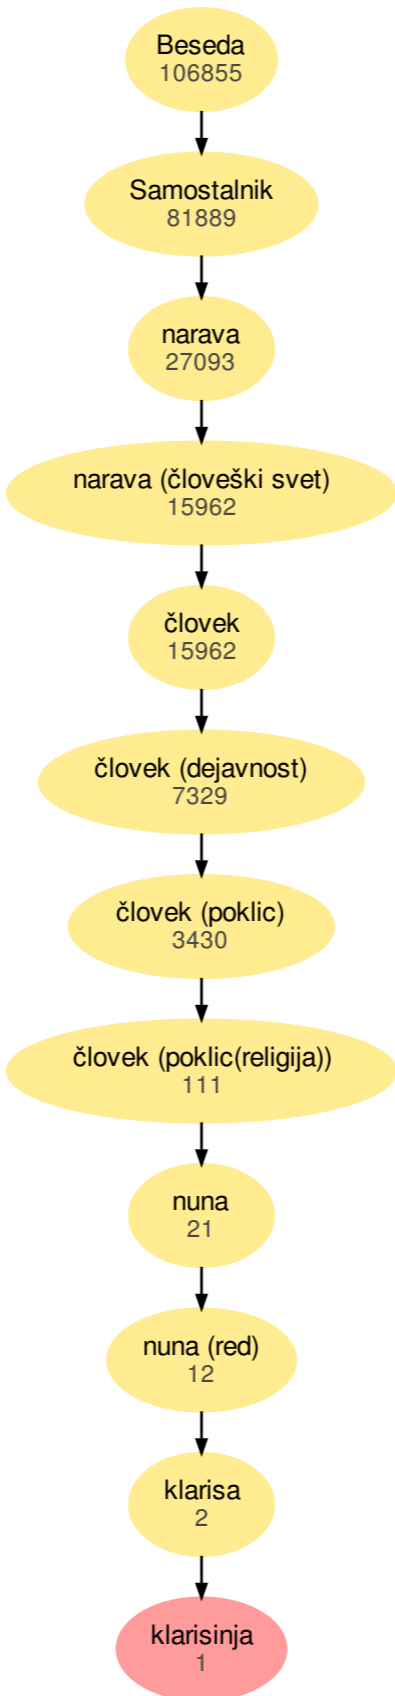 Beseda
106855
Samostalnik
81889
narava
27093
narava (človeški svet)
15962
človek
15962
človek (dejavnost)
7329
človek (poklic)
3430
človek (poklic(religija))
111
nuna
21
nuna (red)
12
klarisa
2
klarisinja
1